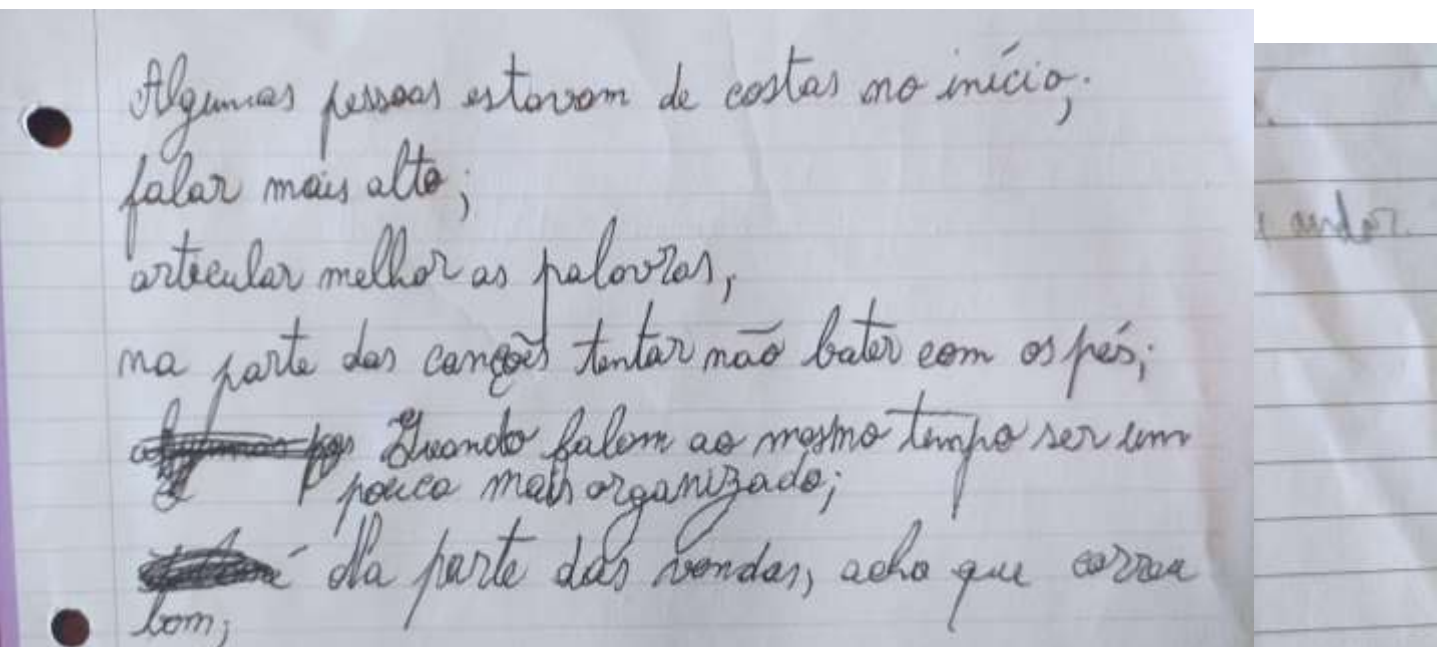 Algumas pessoas estavam de costas no início;
falar mais alto;
articular melhor as palavras;
na parte das canções tentar não bater com os pés;
Quando falam ao mesmo tempo ser um
pouco mais organizado;
Na parte das vendas, acho que correu
bem;
andar.